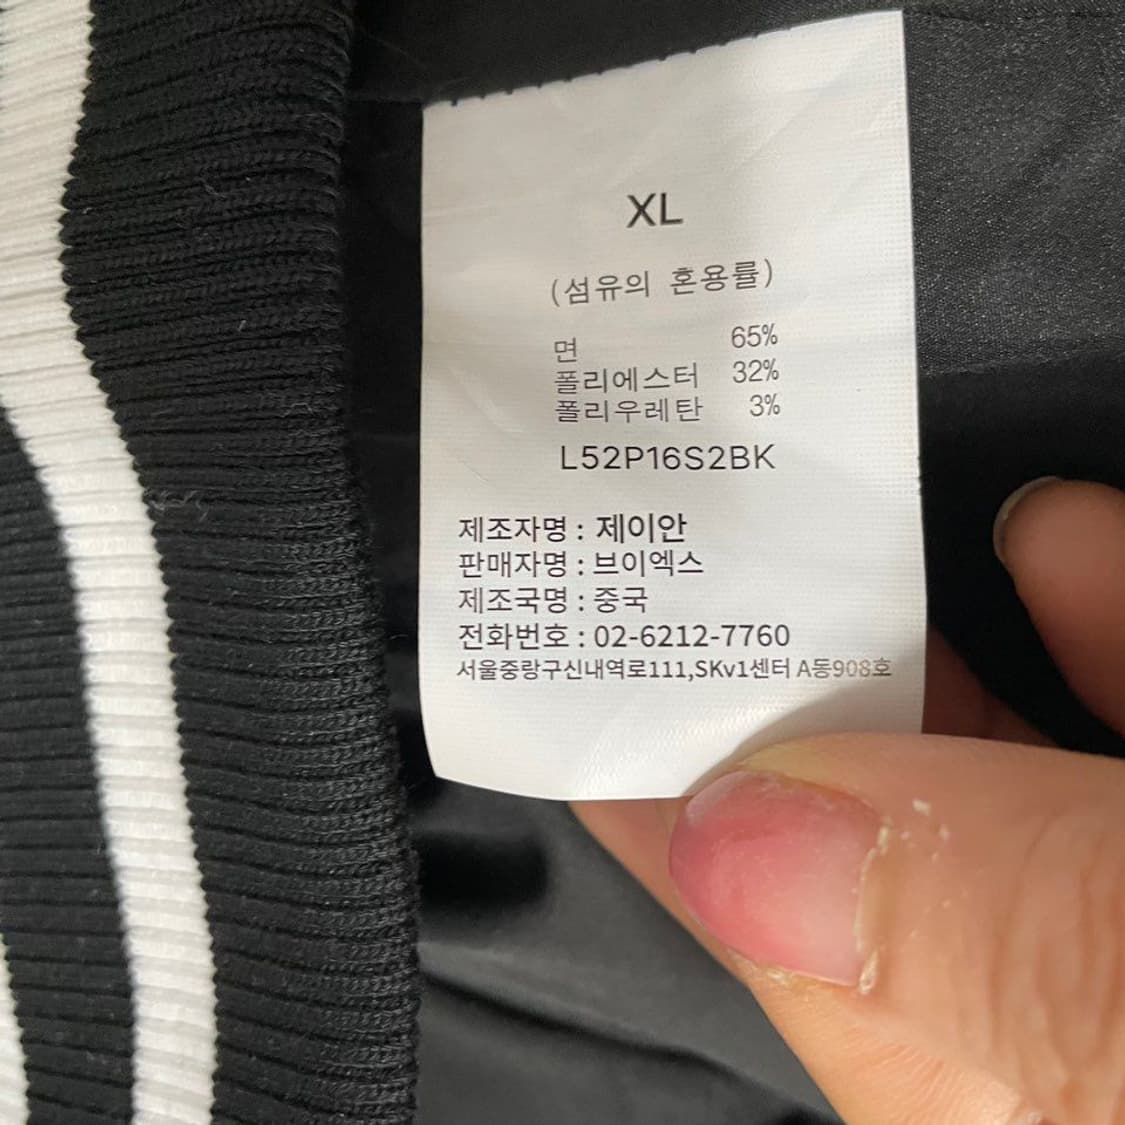 XL
(섬유의 혼용률)
면 65%
폴리에스터 32%
폴리우레탄 3%
L52P16S2BK
제조자명 : 제이안
판매자명 : 브이엑스
제조국명 : 중국
전화번호 : 02-6212-7760
서울중랑구신내역로111,SKv1센터 A동908호